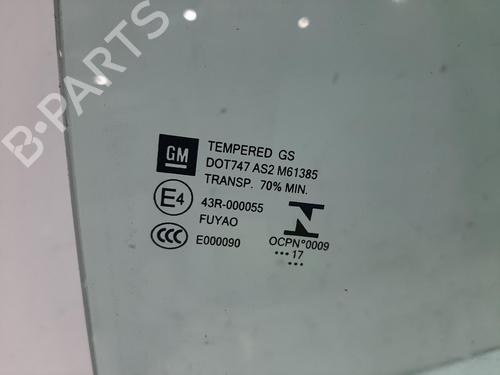 B-PARTS
GM
TEMPERED GS
DOT747 AS2 M61385
TRANSP. 70% MIN.
E4
43R-000055
FUYAO
CCC
E000090
OCPN°0009
•••17
•••